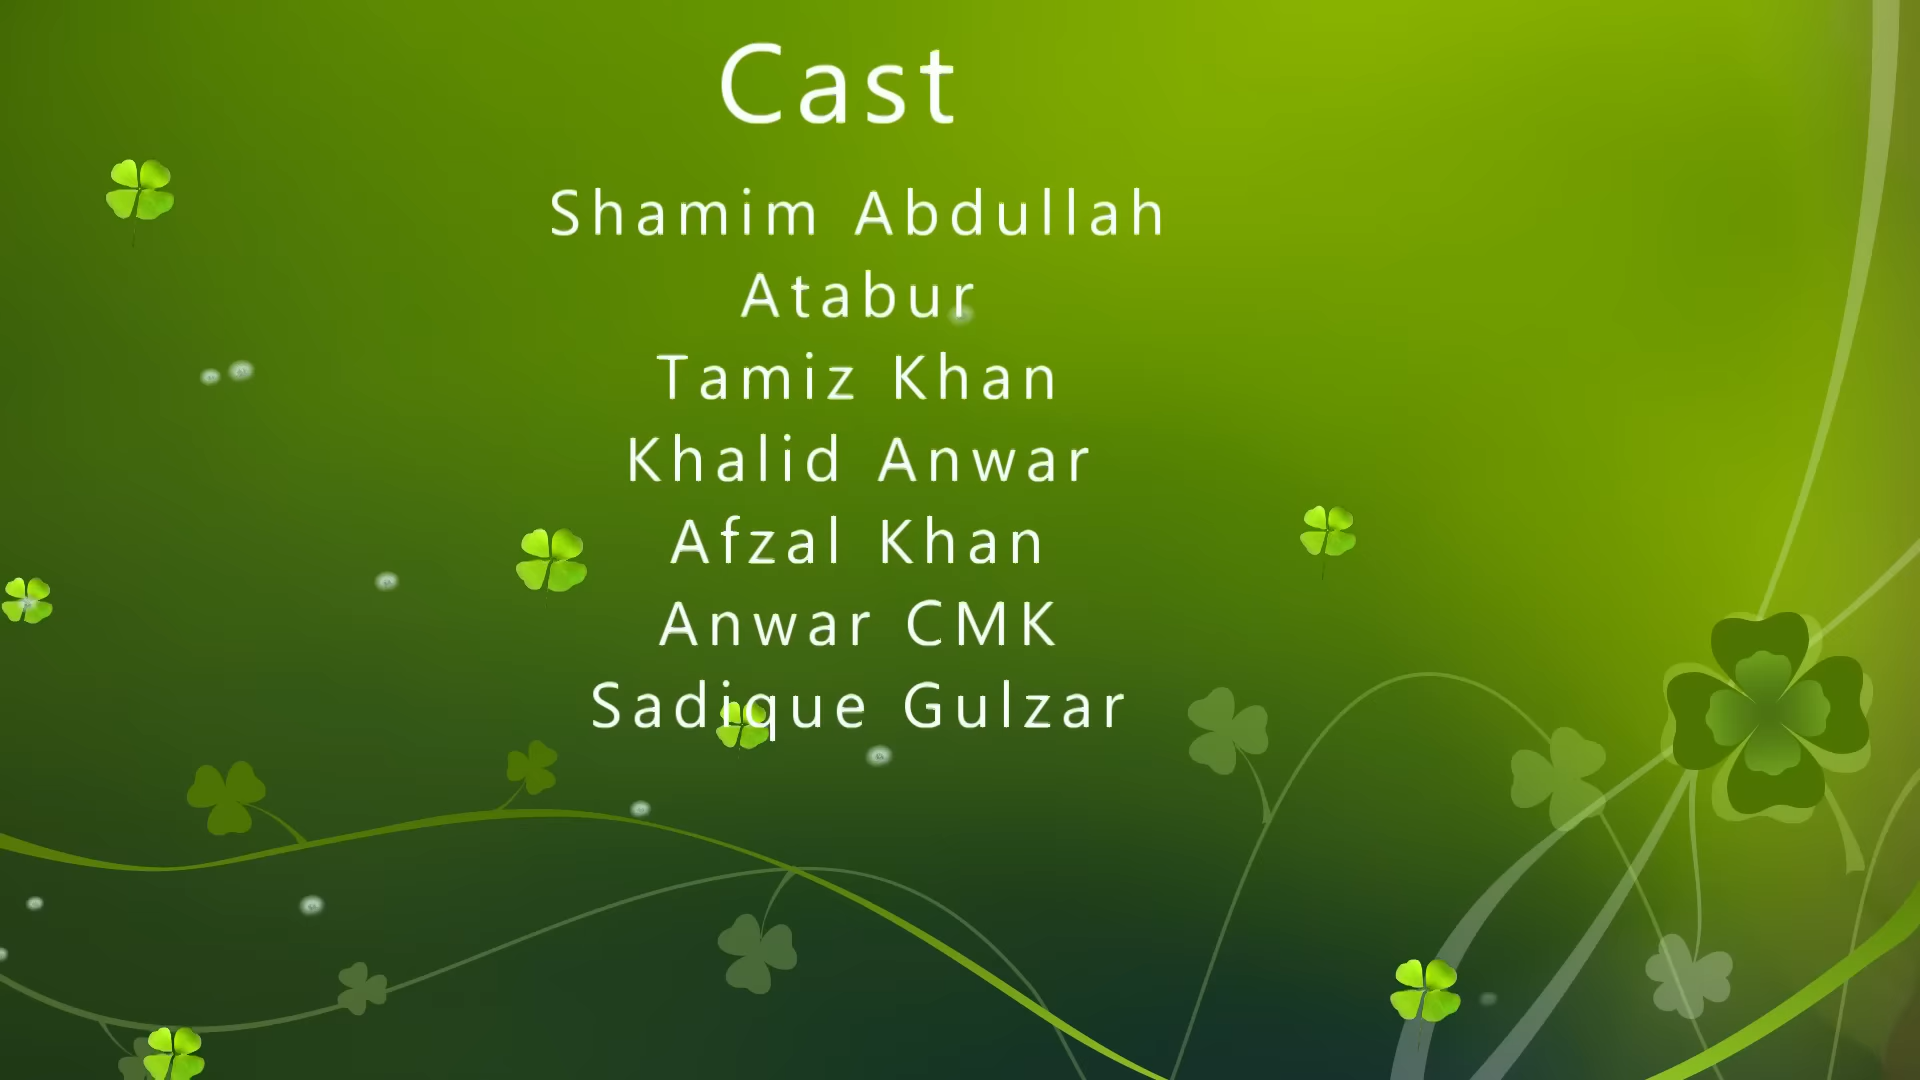 Cast
Shamim Abdullah
Atabur
Tamiz Khan
Khalid Anwar
Afzal Khan
Anwar CMK
Sadique Gulzar